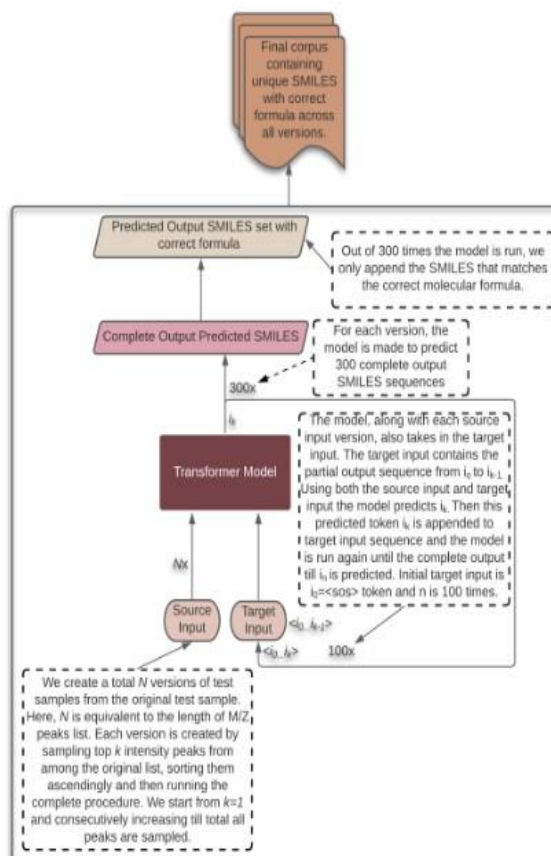 Final corpus
containing
unique SMILES
with correct
formula across
all versions.
Predicted Output SMILES set with
correct formula
Out of 300 times the model is run, we
only append the SMILES that matches
the correct molecular formula.
Complete Output Predicted SMILES
For each version, the
model is made to predict
300 complete output
SMILES sequences
300x
iₖ
The model, along with each source
input version, also takes in the target
input. The target input contains the
partial output sequence from i₀ to iₖ₋₁.
Using both the source input and target
input the model predicts iₖ. Then this
predicted token iₖ is appended to
target input sequence and the model
is run again until the complete output
till iₙ is predicted. Initial target input is
i₀=<sos> token and n is 100 times.
Transformer Model
Nx
Source
Input
Target
Input
<i₀..iₖ₋₁>
<i₀..iₖ>
100x
We create a total N versions of test
samples from the original test sample.
Here, N is equivalent to the length of M/Z
peaks list. Each version is created by
sampling top k intensity peaks from
among the original list, sorting them
ascendingly and then running the
complete procedure. We start from k=1
and consecutively increasing till total all
peaks are sampled.